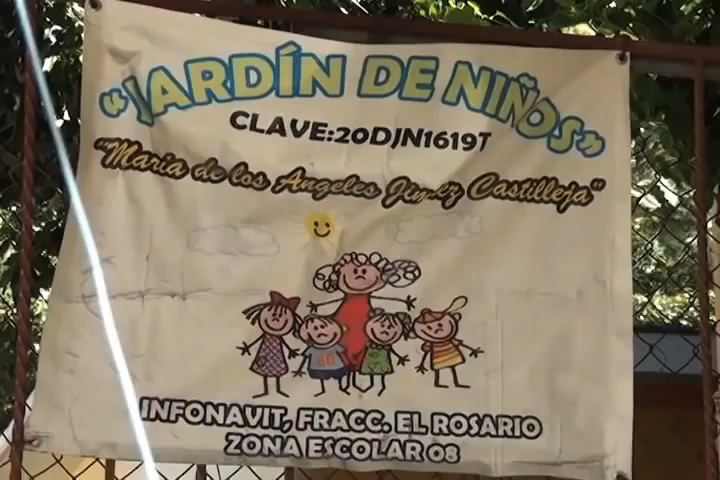 "JARDÍN DE NIÑOS"
CLAVE:20DJN1619T
"Maria de los Angeles Castilleja"
INFONAVIT, FRACC. EL ROSARIO
ZONA ESCOLAR 08